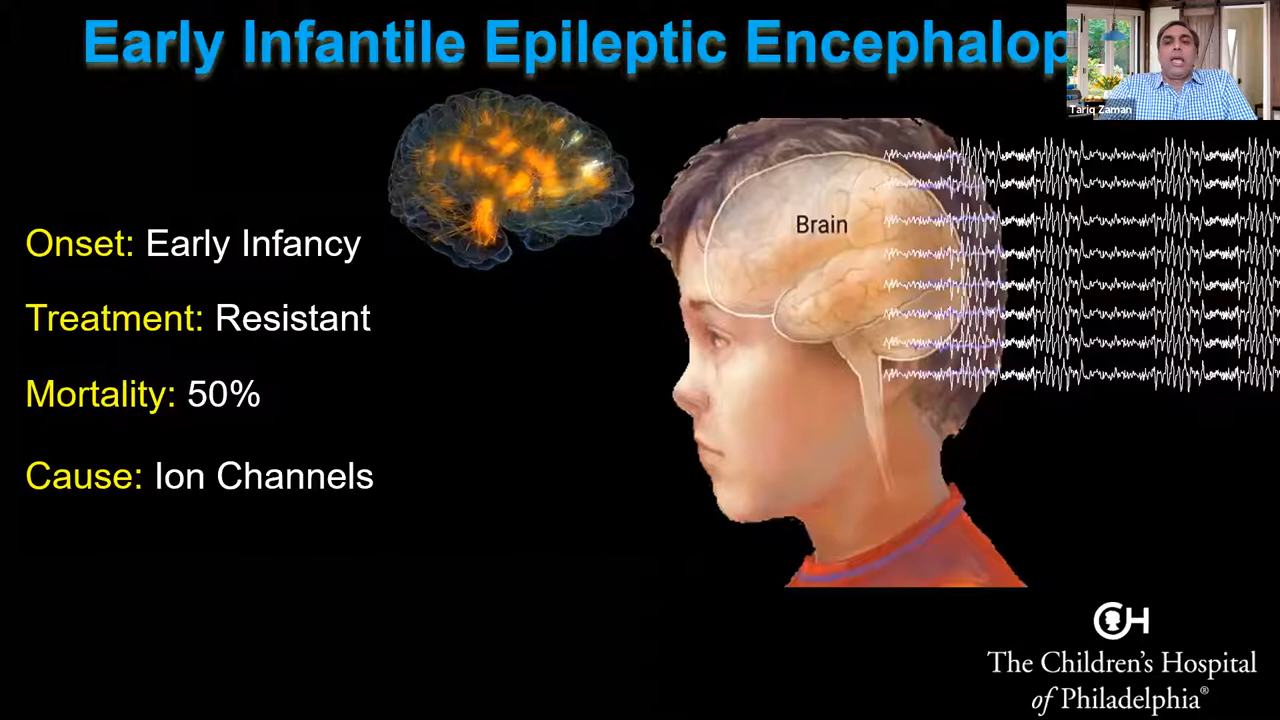 Early Infantile Epileptic Encephalop
Tariq Zaman
Brain
Onset: Early Infancy
Treatment: Resistant
Mortality: 50%
Cause: Ion Channels
CH
The Children's Hospital
of Philadelphia®